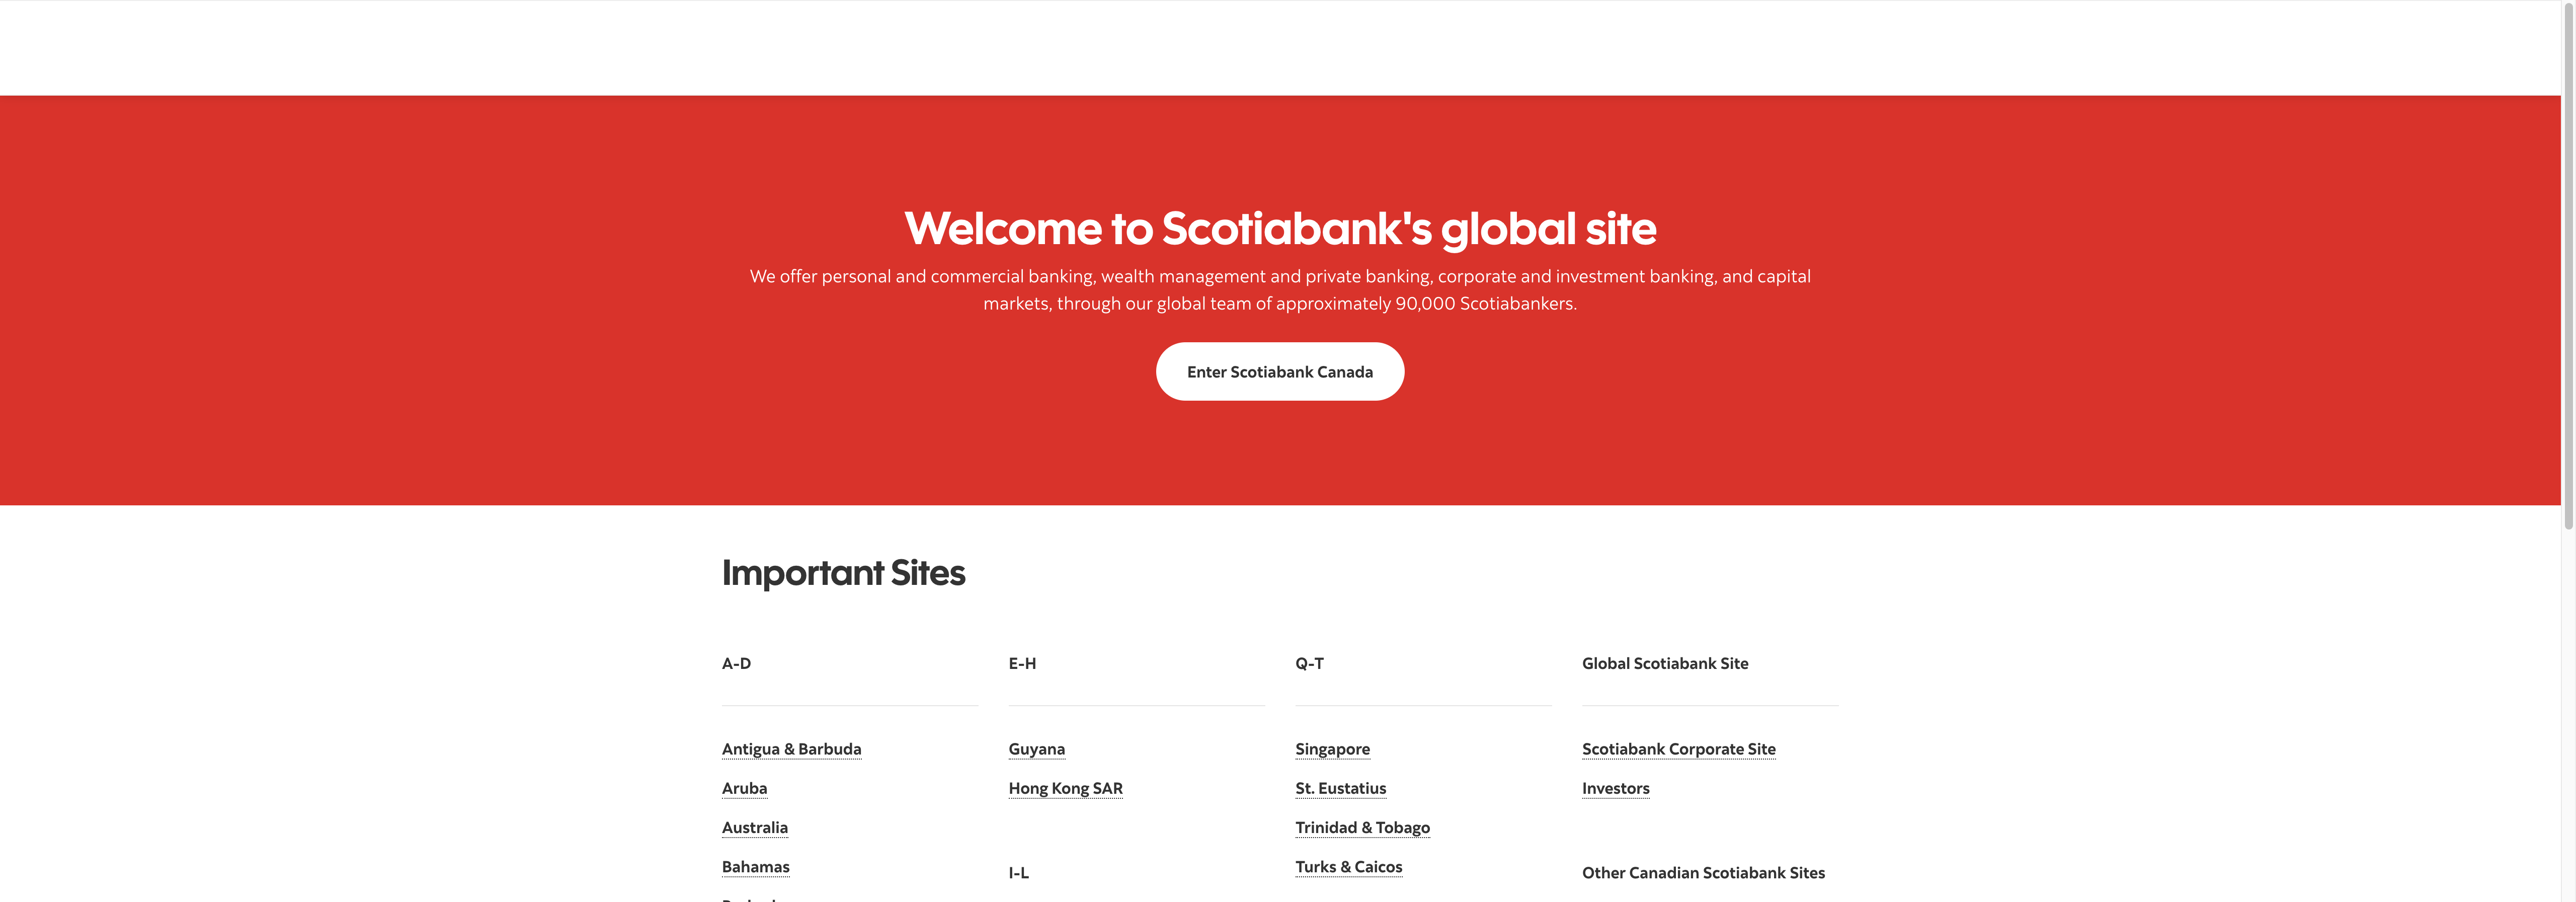 Welcome to Scotiabank's global site
We offer personal and commercial banking, wealth management and private banking, corporate and investment banking, and capital
markets, through our global team of approximately 90,000 Scotiabankers.
Enter Scotiabank Canada
Important Sites
A-D
Antigua & Barbuda
Aruba
Australia
Bahamas
E-H
Guyana
Hong Kong SAR
I-L
Q-T
Singapore
St. Eustatius
Trinidad & Tobago
Turks & Caicos
Global Scotiabank Site
Scotiabank Corporate Site
Investors
Other Canadian Scotiabank Sites